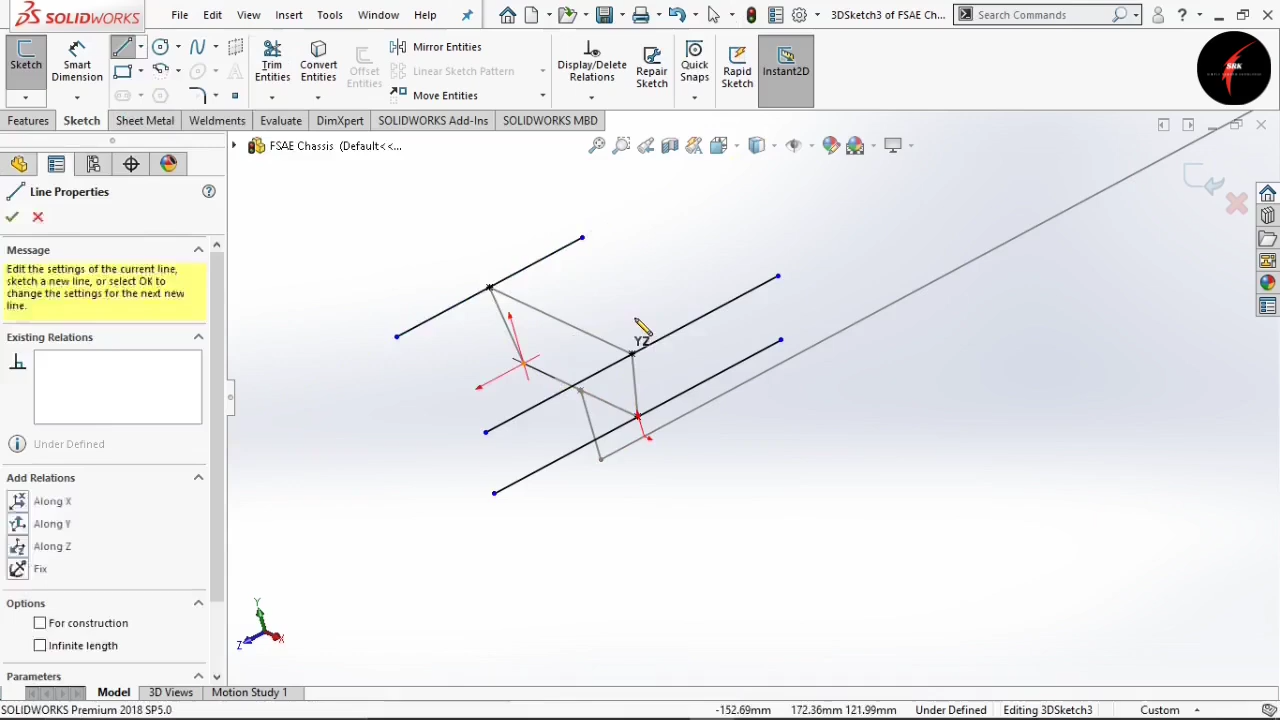 SOLIDWORKS File Edit View Insert Tools Window Help 3DSketch3 of FSAE Ch... Search Commands ?
Sketch Smart Dimension Trim Entities Convert Entities Offset Entities Mirror Entities Linear Sketch Pattern Move Entities Display/Delete Relations Repair Sketch Quick Snaps Rapid Sketch Instant2D
SRK
Features Sketch Sheet Metal Weldments Evaluate DimXpert SOLIDWORKS Add-Ins SOLIDWORKS MBD
FSAE Chassis (Default<<...
Line Properties
Message
Edit the settings of the current line,
sketch a new line, or select OK to
change the settings for the next new
line.
Existing Relations
Under Defined
Add Relations
Along X
Along Y
Along Z
Fix
Options
For construction
Infinite length
Parameters
YZ
Y
Z X
Model 3D Views Motion Study 1
SOLIDWORKS Premium 2018 SP5.0 -152.69mm 172.36mm 121.99mm Under Defined Editing 3DSketch3 Custom